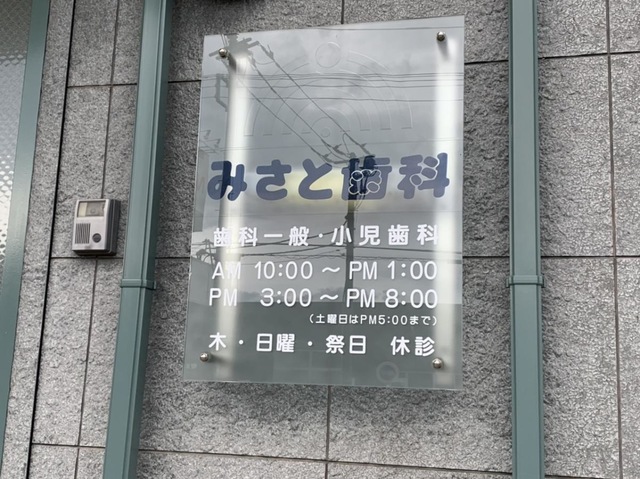 みさと歯科
歯科一般・小児歯科
AM 10:00 ～ PM 1:00
PM 3:00 ～ PM 8:00
(土曜日はPM5:00まで)
木・日曜・祭日 休診